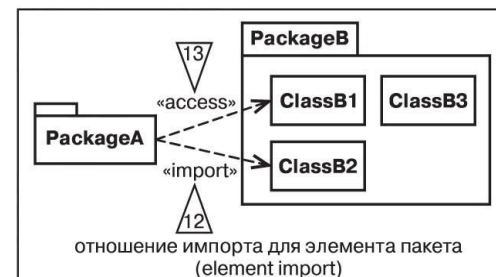 PackageB
13
«access»
ClassB1
ClassB3
PackageA
«import»
ClassB2
12
отношение импорта для элемента пакета
(element import)